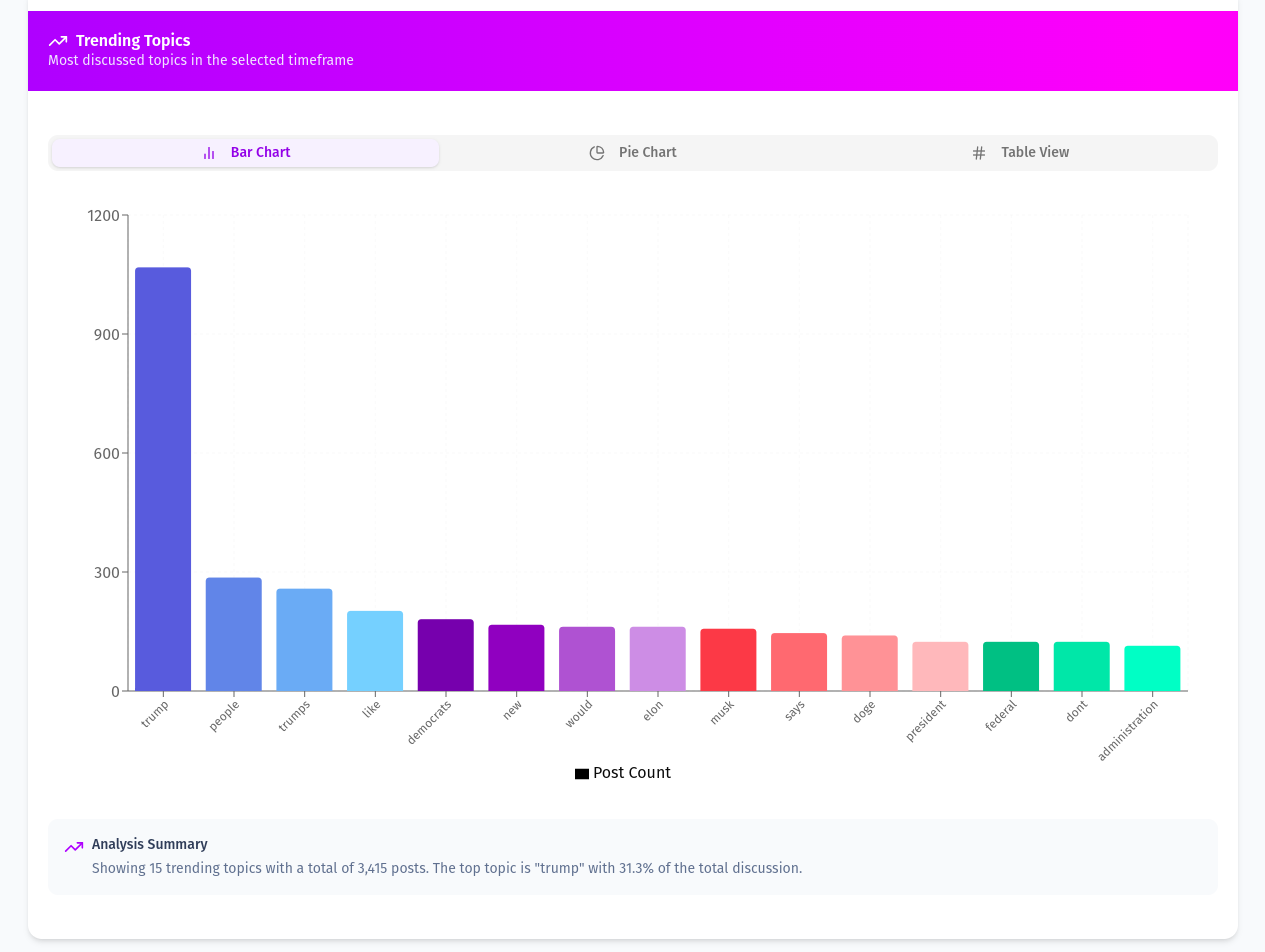 Trending Topics
Most discussed topics in the selected timeframe
Bar Chart
Pie Chart
Table View
1200
900
600
300
0
trump
people
trumps
like
democrats
new
would
elon
musk
says
doge
president
federal
dont
administration
Post Count
Analysis Summary
Showing 15 trending topics with a total of 3,415 posts. The top topic is "trump" with 31.3% of the total discussion.